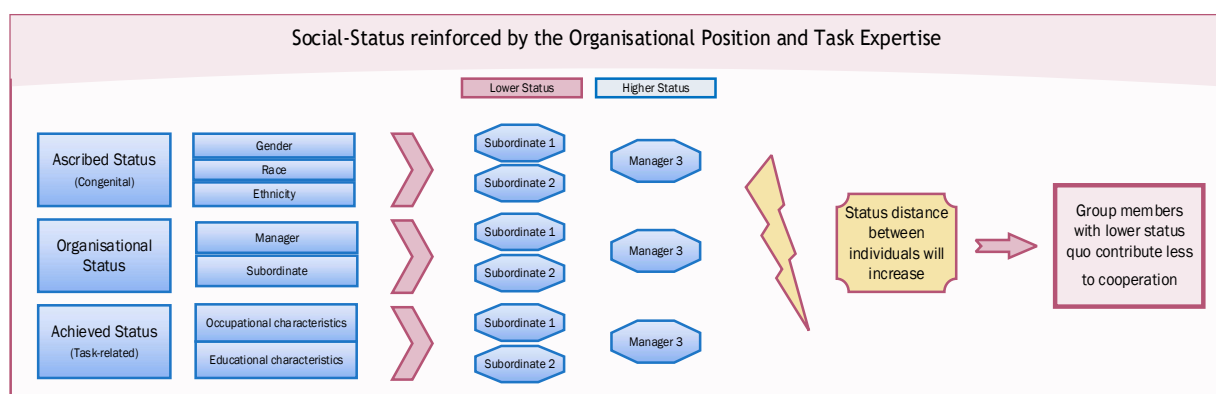 Social-Status reinforced by the Organisational Position and Task Expertise
Lower Status
Higher Status
Ascribed Status
(Congenital)
Gender
Race
Ethnicity
Subordinate 1
Subordinate 2
Manager 3
Organisational
Status
Manager
Subordinate
Subordinate 1
Subordinate 2
Manager 3
Achieved Status
(Task-related)
Occupational characteristics
Educational characteristics
Subordinate 1
Subordinate 2
Manager 3
Status distance
between
individuals will
increase
Group members
with lower status
quo contribute less
to cooperation